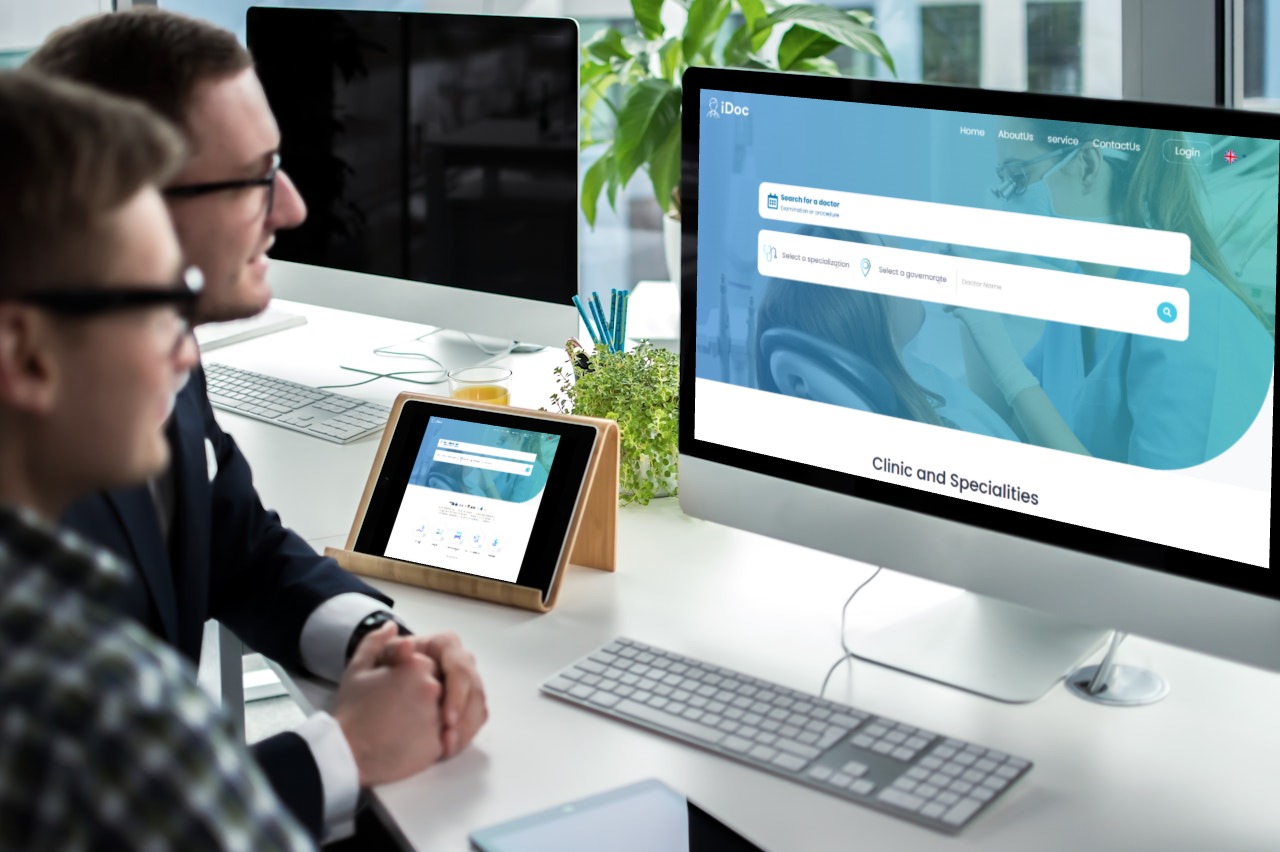 iDoc
Home AboutUs service ContactUs Login
Search for a doctor
Examination or procedure
Select a specialization Select a governorate Doctor Name
Clinic and Specialities